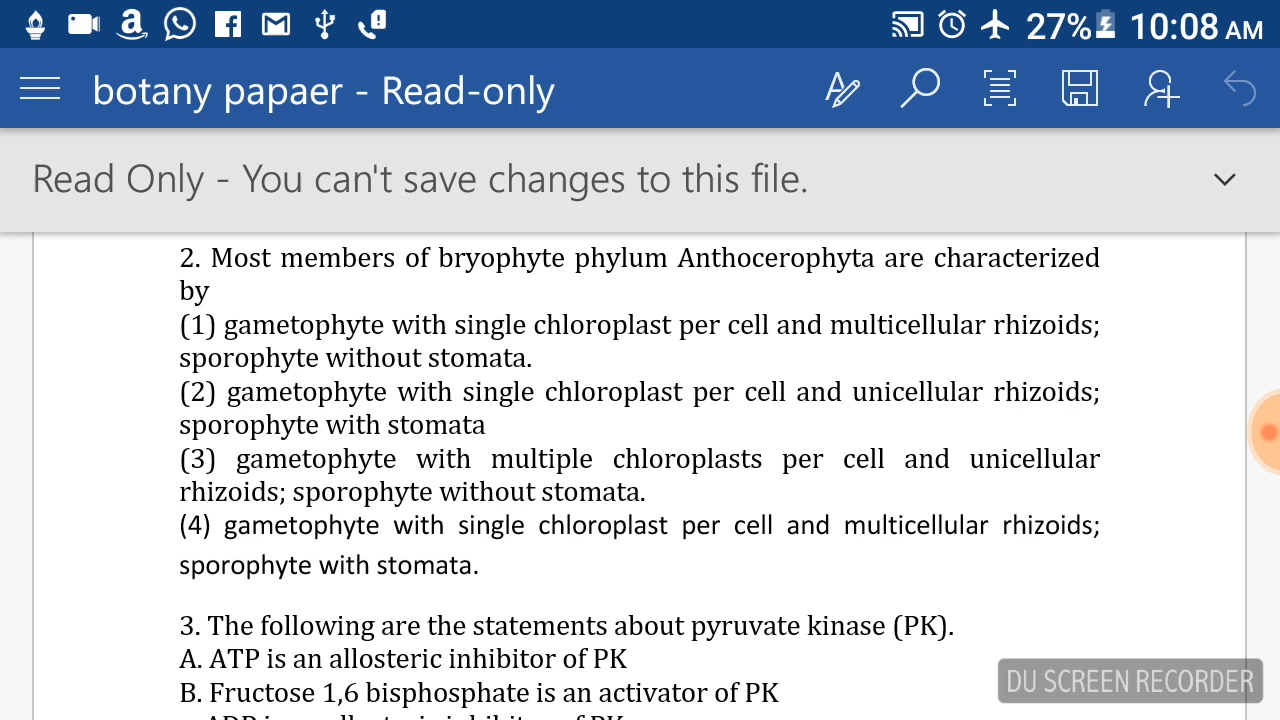 27% 10:08 AM
botany papaer - Read-only
Read Only - You can't save changes to this file.
2. Most members of bryophyte phylum Anthocerophyta are characterized
by
(1) gametophyte with single chloroplast per cell and multicellular rhizoids;
sporophyte without stomata.
(2) gametophyte with single chloroplast per cell and unicellular rhizoids;
sporophyte with stomata
(3) gametophyte with multiple chloroplasts per cell and unicellular
rhizoids; sporophyte without stomata.
(4) gametophyte with single chloroplast per cell and multicellular rhizoids;
sporophyte with stomata.
3. The following are the statements about pyruvate kinase (PK).
A. ATP is an allosteric inhibitor of PK
B. Fructose 1,6 bisphosphate is an activator of PK
DU SCREEN RECORDER